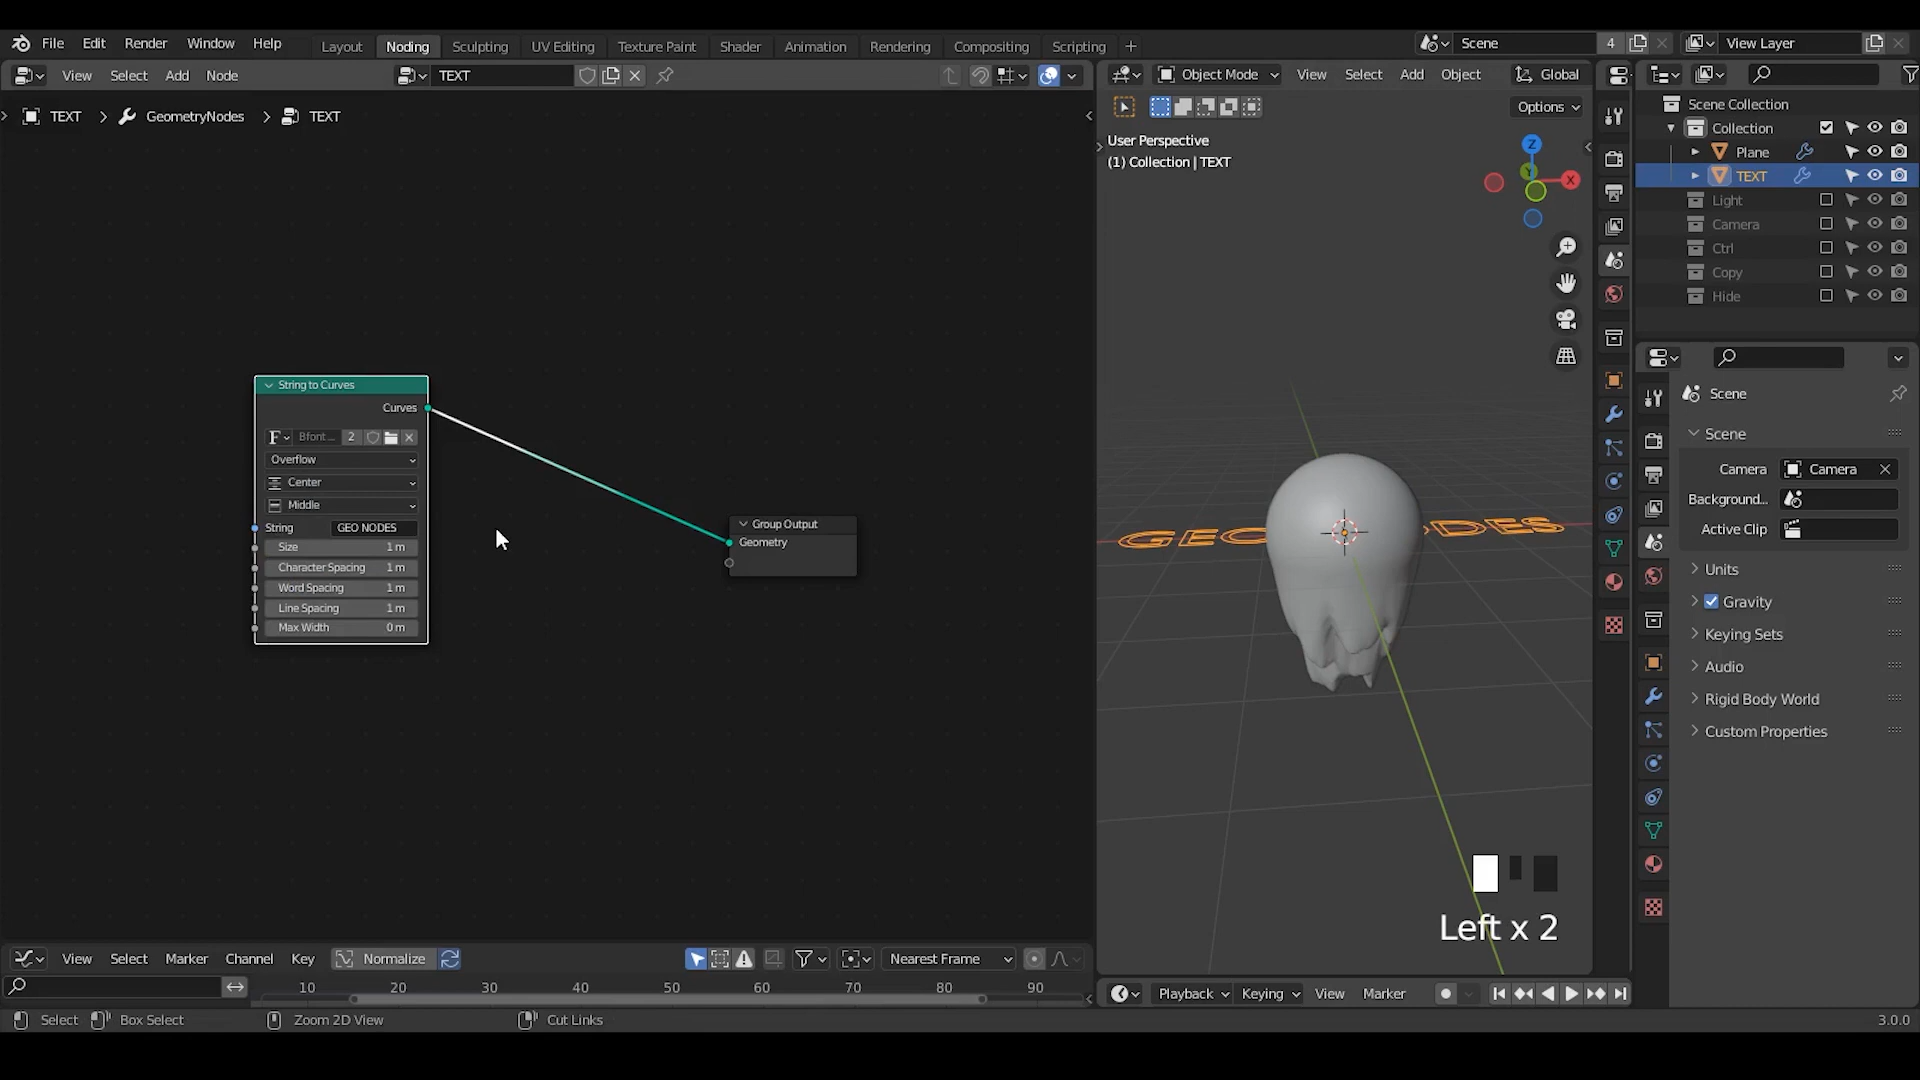 File Edit Render Window Help Layout Noding Sculpting UV Editing Texture Paint Shader Animation Rendering Compositing Scripting + Scene 4 View Layer
View Select Add Node TEXT Object Mode View Select Add Object Global
TEXT > GeometryNodes > TEXT
Options
User Perspective
(1) Collection | TEXT
Z
X
Scene Collection
Collection
Plane
TEXT
Light
Camera
Ctrl
Copy
Hide
String to Curves
Curves
F Bfont... 2
Overflow
Center
Middle
String GEO NODES
Size 1 m
Character Spacing 1 m
Word Spacing 1 m
Line Spacing 1 m
Max Width 0 m
Group Output
Geometry
Scene
Scene
Camera Camera
Background...
Active Clip
Units
Gravity
Keying Sets
Audio
Rigid Body World
Custom Properties
Left x 2
View Select Marker Channel Key Normalize Nearest Frame
10 20 30 40 50 60 70 80 90
Playback Keying View Marker
Select Box Select Zoom 2D View Cut Links 3.0.0